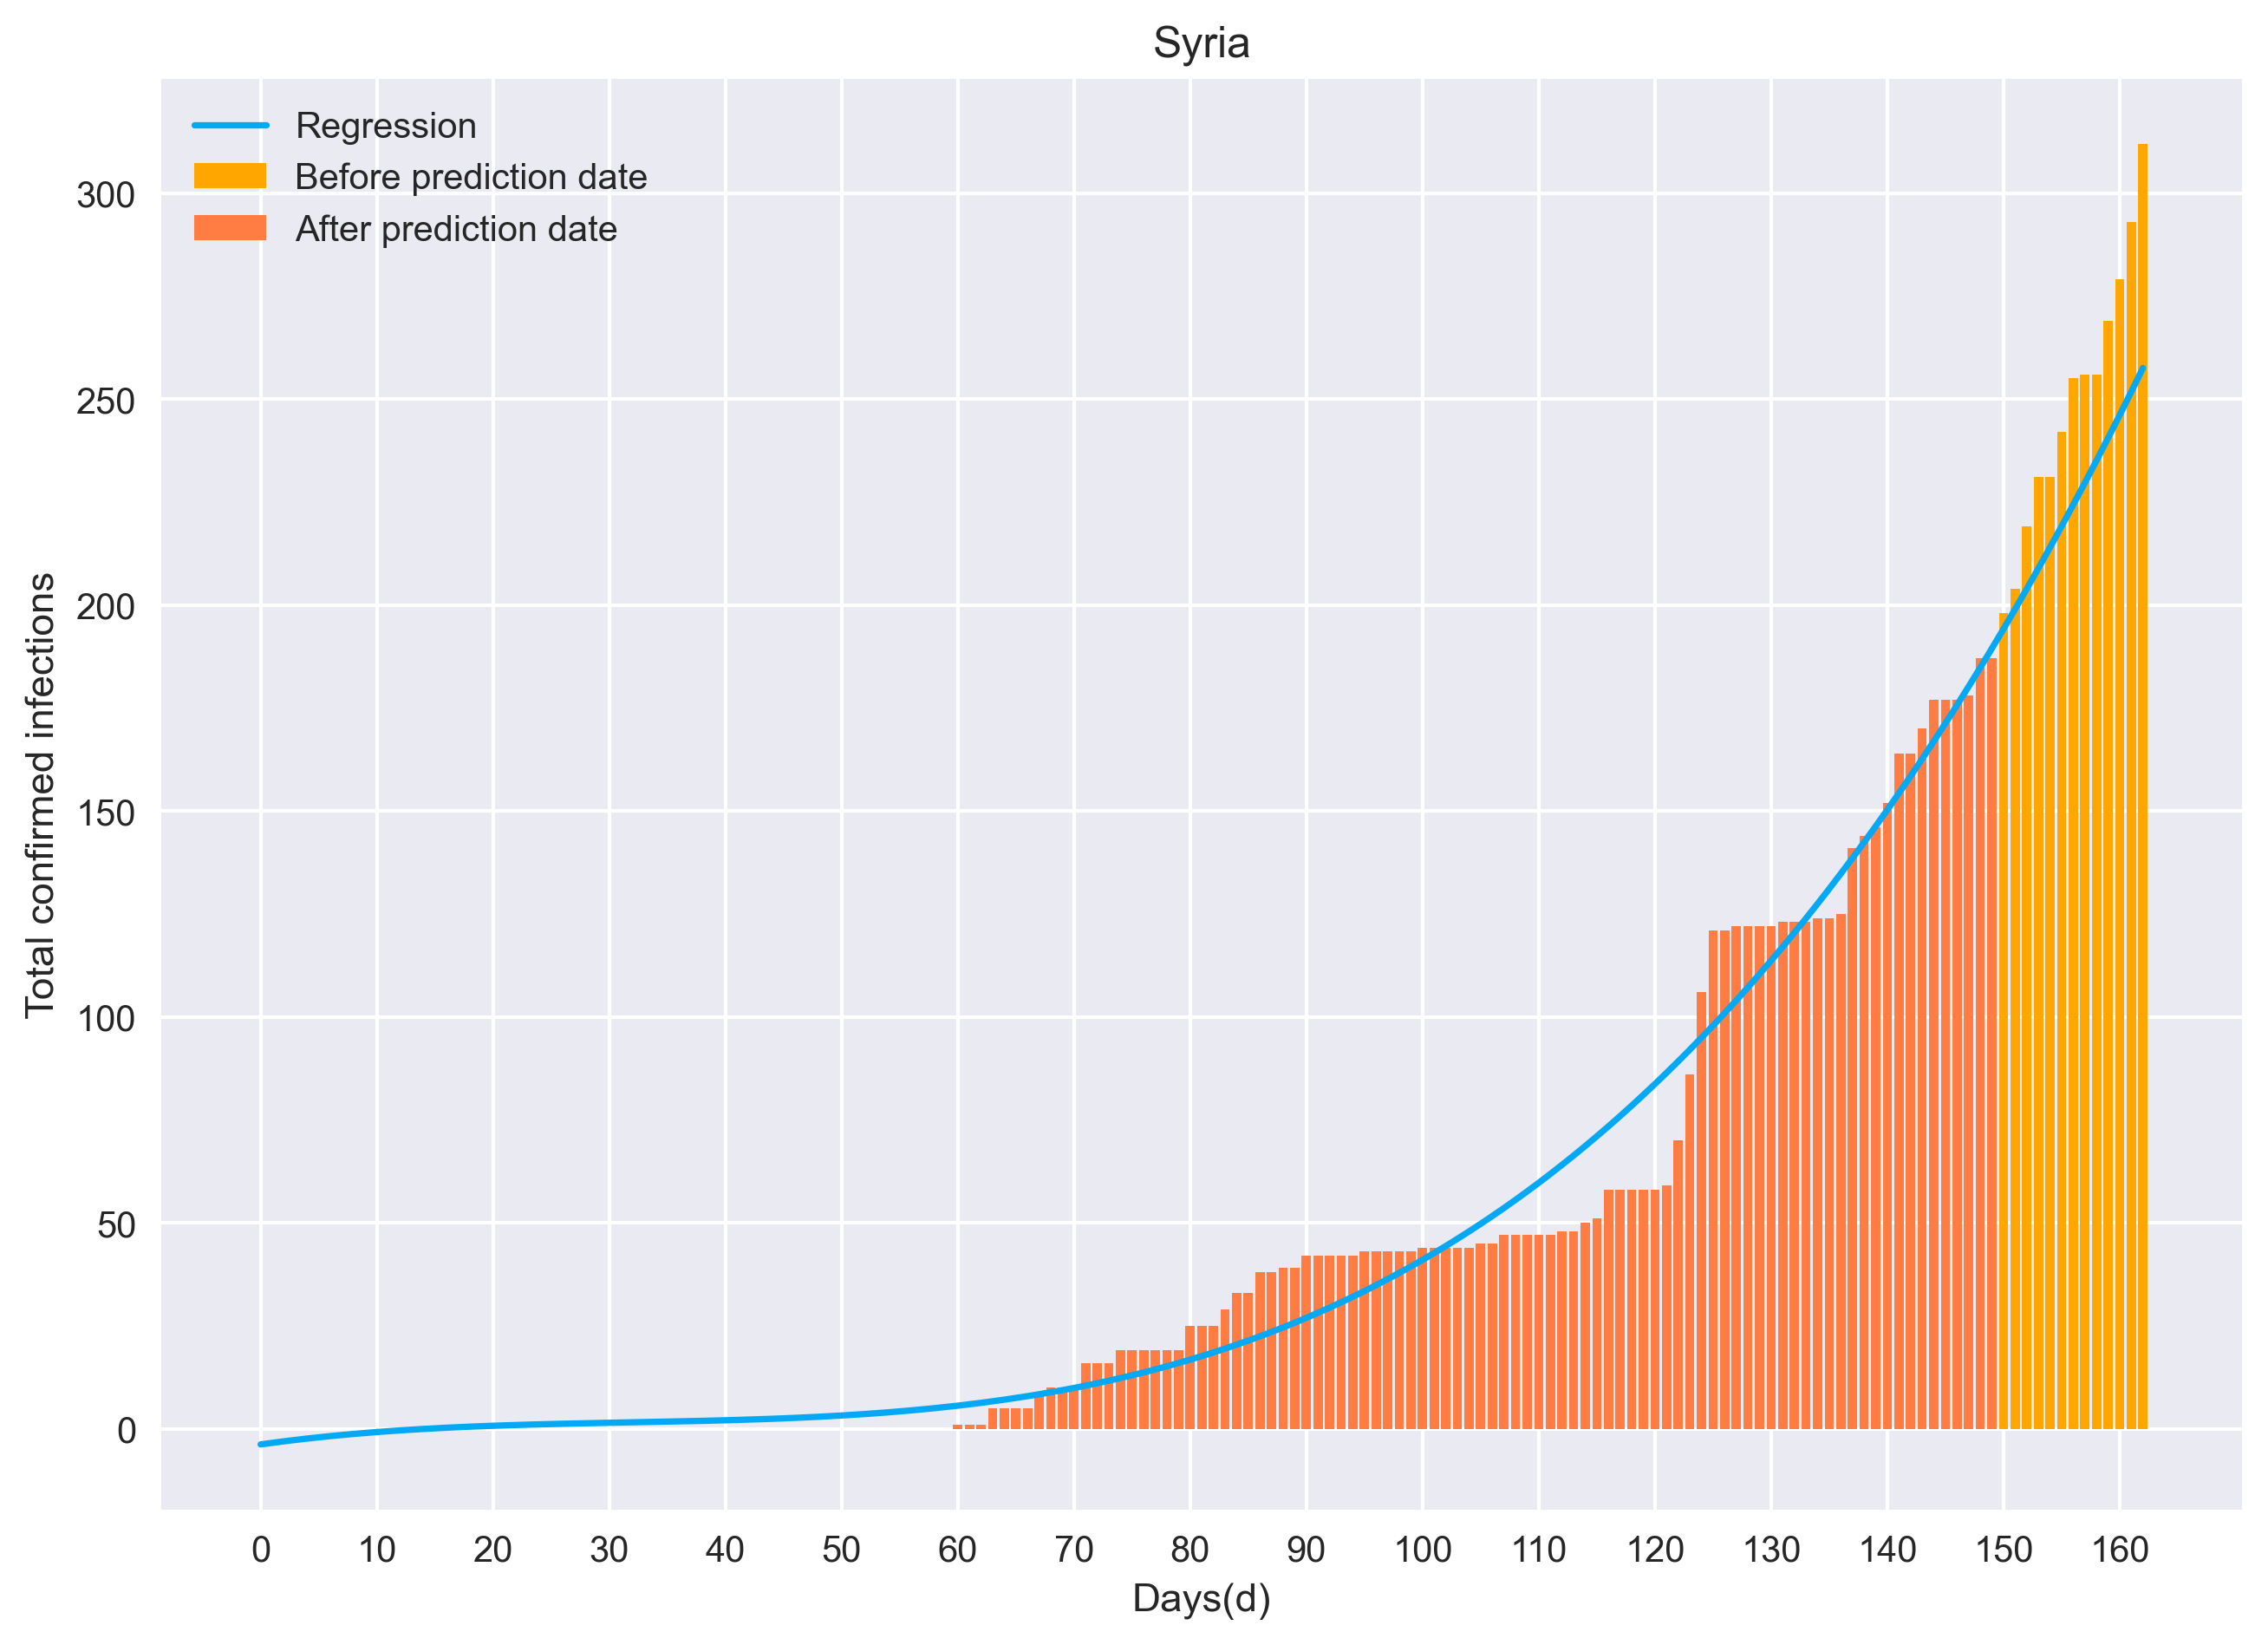 Syria
Regression
Before prediction date
After prediction date
Total confirmed infections
300
250
200
150
100
50
0
0 10 20 30 40 50 60 70 80 90 100 110 120 130 140 150 160
Days(d)